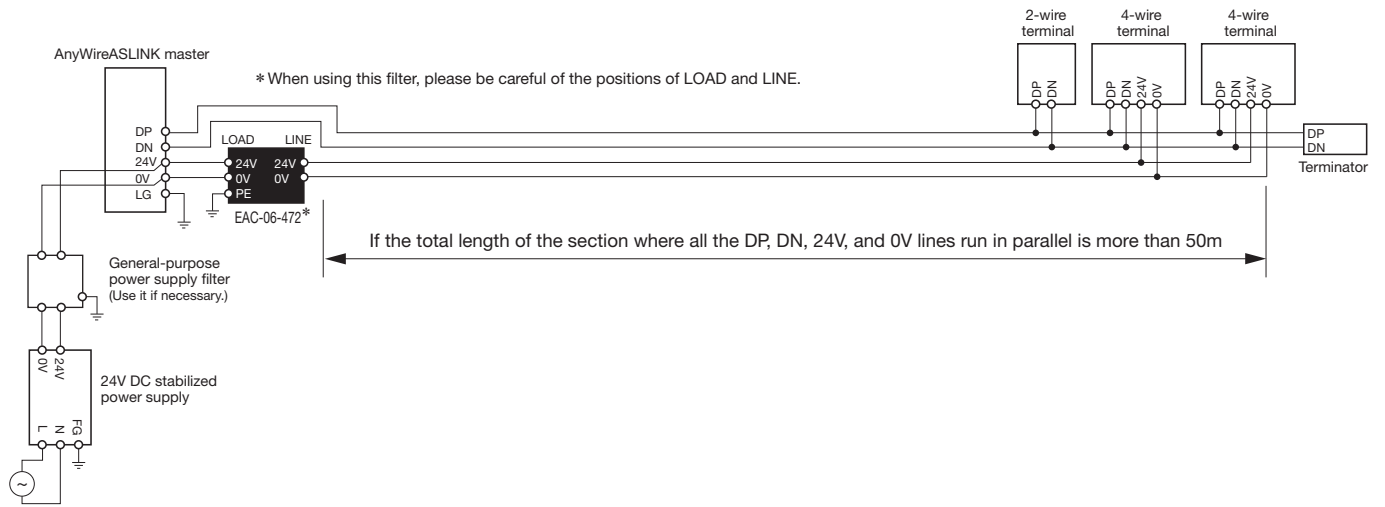 2-wire
terminal
4-wire
terminal
4-wire
terminal
AnyWireASLINK master
* When using this filter, please be careful of the positions of LOAD and LINE.
DP
DN
DP
DN
24V
0V
DP
DN
24V
0V
DP
DN
24V
0V
LG
LOAD
LINE
24V
24V
0V
0V
PE
EAC-06-472*
DP
DN
Terminator
If the total length of the section where all the DP, DN, 24V, and 0V lines run in parallel is more than 50m
General-purpose
power supply filter
(Use it if necessary.)
0V
24V
24V DC stabilized
power supply
L
N
FG
~